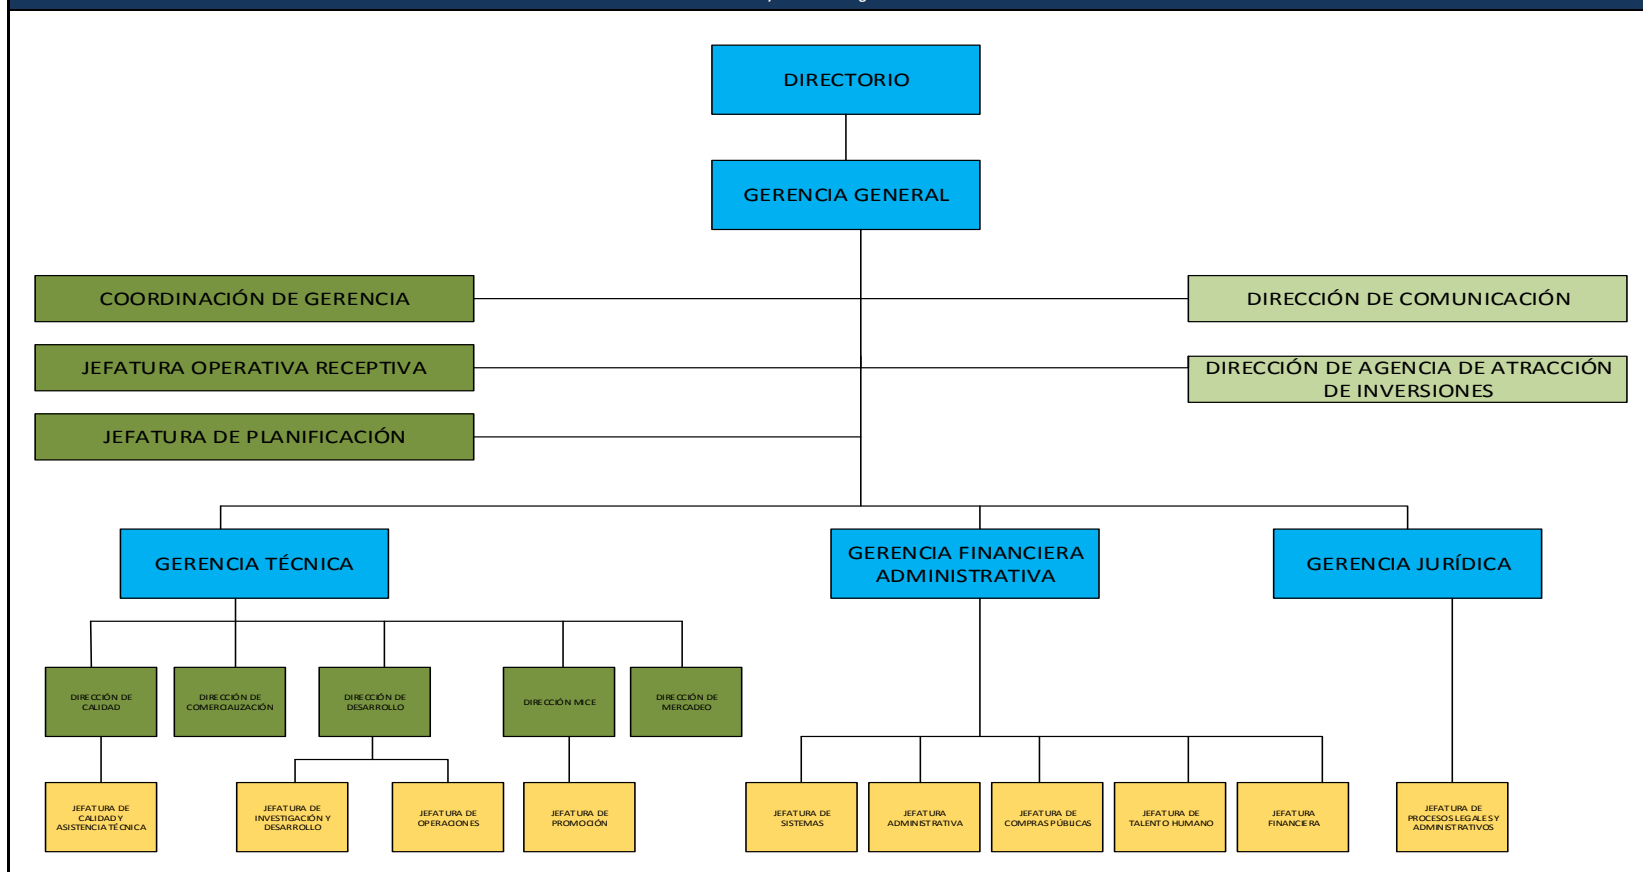 DIRECTORIO
GERENCIA GENERAL
COORDINACIÓN DE GERENCIA
DIRECCIÓN DE COMUNICACIÓN
JEFATURA OPERATIVA RECEPTIVA
DIRECCIÓN DE AGENCIA DE ATRACCIÓN
DE INVERSIONES
JEFATURA DE PLANIFICACIÓN
GERENCIA TÉCNICA
GERENCIA FINANCIERA
ADMINISTRATIVA
GERENCIA JURÍDICA
DIRECCIÓN DE
CALIDAD
DIRECCIÓN DE
COMERCIALIZACIÓN
DIRECCIÓN DE
DESARROLLO
DIRECCIÓN MICE
DIRECCIÓN DE
MERCADEO
JEFATURA DE
CALIDAD Y
ASISTENCIA TÉCNICA
JEFATURA DE
INVESTIGACIÓN Y
DESARROLLO
JEFATURA DE
OPERACIONES
JEFATURA DE
PROMOCIÓN
JEFATURA DE
SISTEMAS
JEFATURA
ADMINISTRATIVA
JEFATURA DE
COMPRAS PÚBLICAS
JEFATURA DE
TALENTO HUMANO
JEFATURA
FINANCIERA
JEFATURA DE
PROCESOS LEGALES Y
ADMINISTRATIVOS